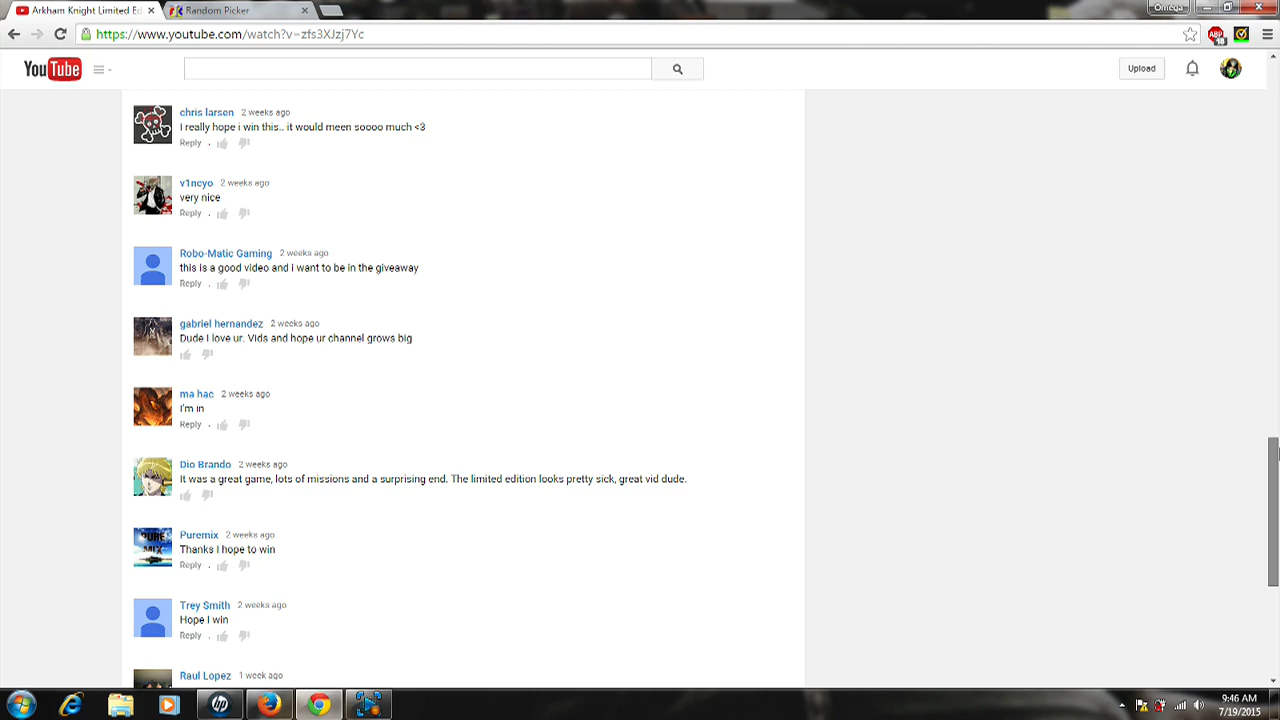 Arkham Knight Limited Ed
Random Picker
Omega
https://www.youtube.com/watch?v=zfs3XJzj7Yc
ABP
YouTube
Upload
chris larsen 2 weeks ago
I really hope i win this.. it would meen soooo much <3
Reply
v1ncyo 2 weeks ago
very nice
Reply
Robo-Matic Gaming 2 weeks ago
this is a good video and i want to be in the giveaway
Reply
gabriel hernandez 2 weeks ago
Dude I love ur. Vids and hope ur channel grows big
ma hac 2 weeks ago
I'm in
Reply
Dio Brando 2 weeks ago
It was a great game, lots of missions and a surprising end. The limited edition looks pretty sick, great vid dude.
PURE
MIX
Puremix 2 weeks ago
Thanks I hope to win
Reply
Trey Smith 2 weeks ago
Hope I win
Reply
Raul Lopez 1 week ago
hp
9:46 AM
7/19/2015